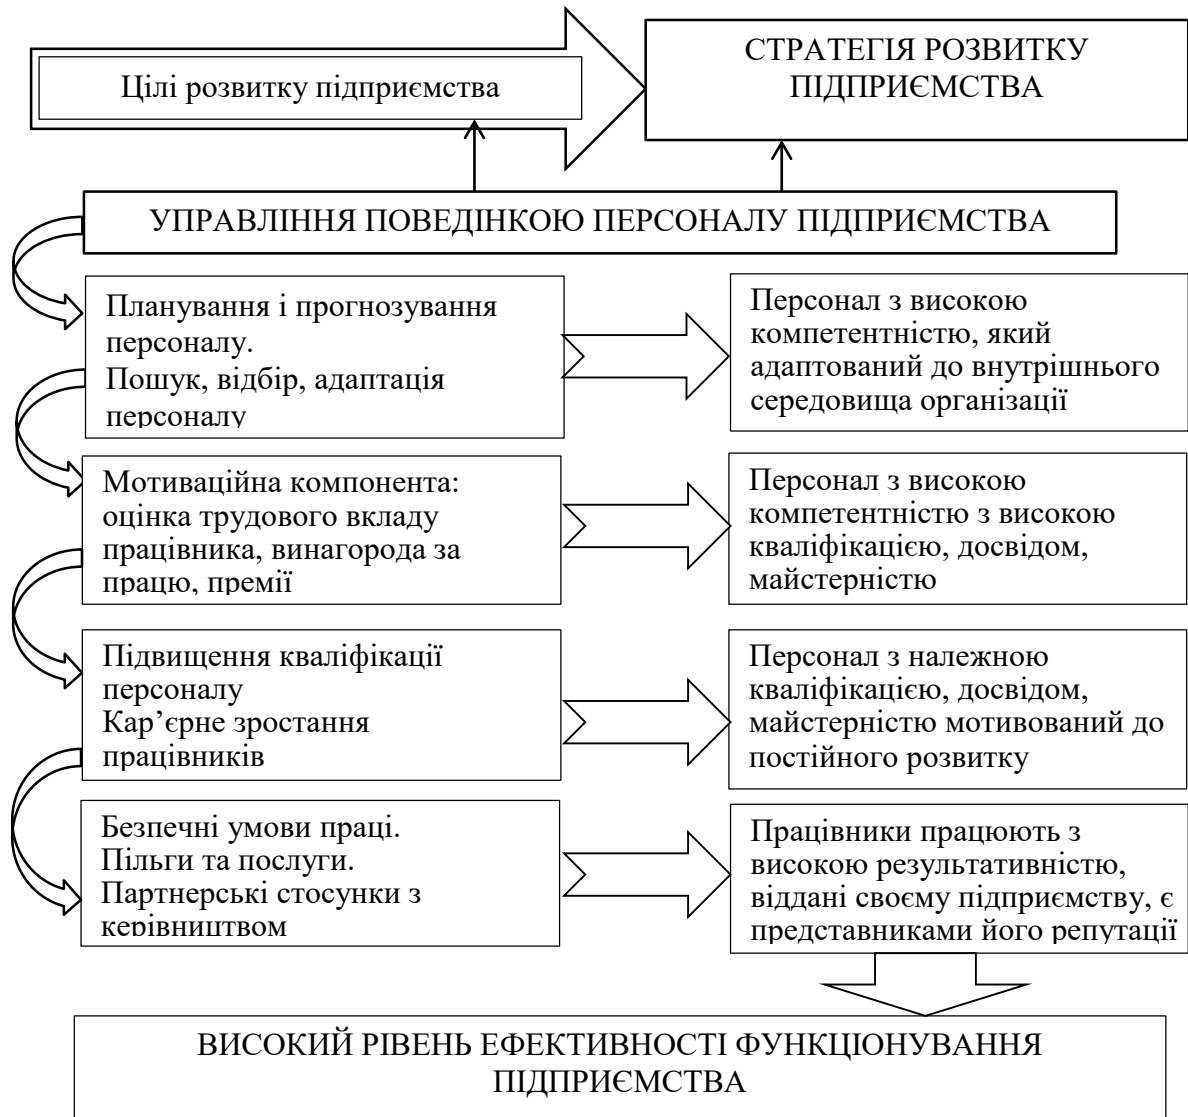 Цілі розвитку підприємства
СТРАТЕГІЯ РОЗВИТКУ
ПІДПРИЄМСТВА
УПРАВЛІННЯ ПОВЕДІНКОЮ ПЕРСОНАЛУ ПІДПРИЄМСТВА
Планування і прогнозування
персоналу.
Пошук, відбір, адаптація
персоналу
Персонал з високою
компетентністю, який
адаптований до внутрішнього
середовища організації
Мотиваційна компонента:
оцінка трудового вкладу
працівника, винагорода за
працю, премії
Персонал з високою
компетентністю з високою
кваліфікацією, досвідом,
майстерністю
Підвищення кваліфікації
персоналу
Кар’єрне зростання
працівників
Персонал з належною
кваліфікацією, досвідом,
майстерністю мотивований до
постійного розвитку
Безпечні умови праці.
Пільги та послуги.
Партнерські стосунки з
керівництвом
Працівники працюють з
високою результативністю,
віддані своєму підприємству, є
представниками його репутації
ВИСОКИЙ РІВЕНЬ ЕФЕКТИВНОСТІ ФУНКЦІОНУВАННЯ
ПІДПРИЄМСТВА